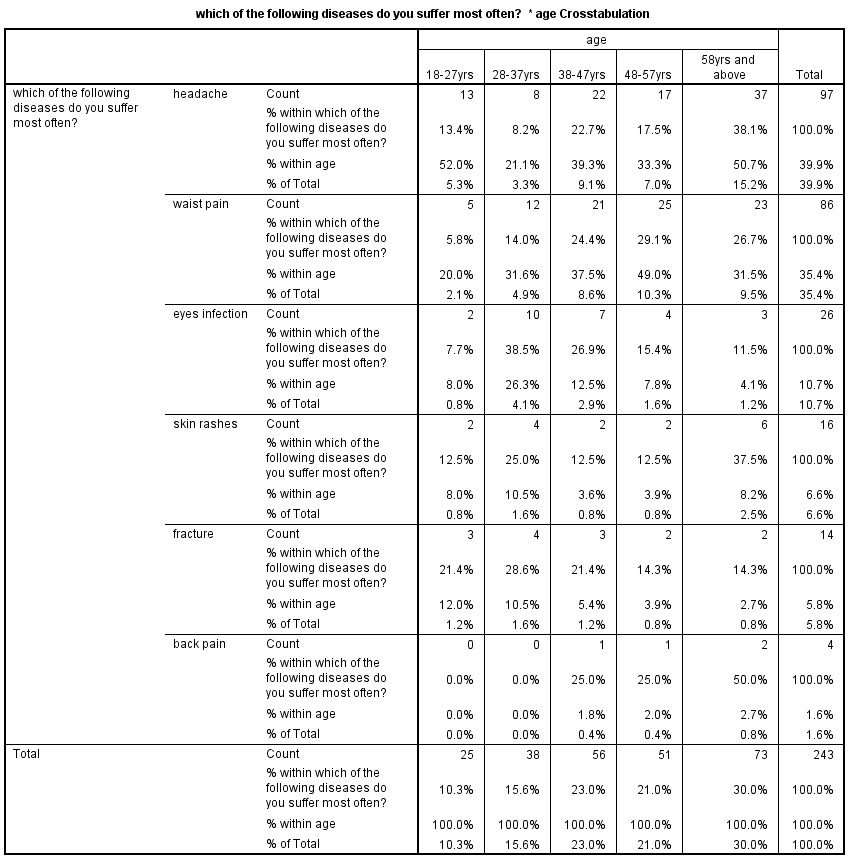 which of the following diseases do you suffer most often? * age Crosstabulation
age
18-27yrs 28-37yrs 38-47yrs 48-57yrs 58yrs and above Total
which of the following diseases do you suffer most often? headache Count 13 8 22 17 37 97
% within which of the following diseases do you suffer most often? 13.4% 8.2% 22.7% 17.5% 38.1% 100.0%
% within age 52.0% 21.1% 39.3% 33.3% 50.7% 39.9%
% of Total 5.3% 3.3% 9.1% 7.0% 15.2% 39.9%
waist pain Count 5 12 21 25 23 86
% within which of the following diseases do you suffer most often? 5.8% 14.0% 24.4% 29.1% 26.7% 100.0%
% within age 20.0% 31.6% 37.5% 49.0% 31.5% 35.4%
% of Total 2.1% 4.9% 8.6% 10.3% 9.5% 35.4%
eyes infection Count 2 10 7 4 3 26
% within which of the following diseases do you suffer most often? 7.7% 38.5% 26.9% 15.4% 11.5% 100.0%
% within age 8.0% 26.3% 12.5% 7.8% 4.1% 10.7%
% of Total 0.8% 4.1% 2.9% 1.6% 1.2% 10.7%
skin rashes Count 2 4 2 2 6 16
% within which of the following diseases do you suffer most often? 12.5% 25.0% 12.5% 12.5% 37.5% 100.0%
% within age 8.0% 10.5% 3.6% 3.9% 8.2% 6.6%
% of Total 0.8% 1.6% 0.8% 0.8% 2.5% 6.6%
fracture Count 3 4 3 2 2 14
% within which of the following diseases do you suffer most often? 21.4% 28.6% 21.4% 14.3% 14.3% 100.0%
% within age 12.0% 10.5% 5.4% 3.9% 2.7% 5.8%
% of Total 1.2% 1.6% 1.2% 0.8% 0.8% 5.8%
back pain Count 0 0 1 1 2 4
% within which of the following diseases do you suffer most often? 0.0% 0.0% 25.0% 25.0% 50.0% 100.0%
% within age 0.0% 0.0% 1.8% 2.0% 2.7% 1.6%
% of Total 0.0% 0.0% 0.4% 0.4% 0.8% 1.6%
Total Count 25 38 56 51 73 243
% within which of the following diseases do you suffer most often? 10.3% 15.6% 23.0% 21.0% 30.0% 100.0%
% within age 100.0% 100.0% 100.0% 100.0% 100.0% 100.0%
% of Total 10.3% 15.6% 23.0% 21.0% 30.0% 100.0%